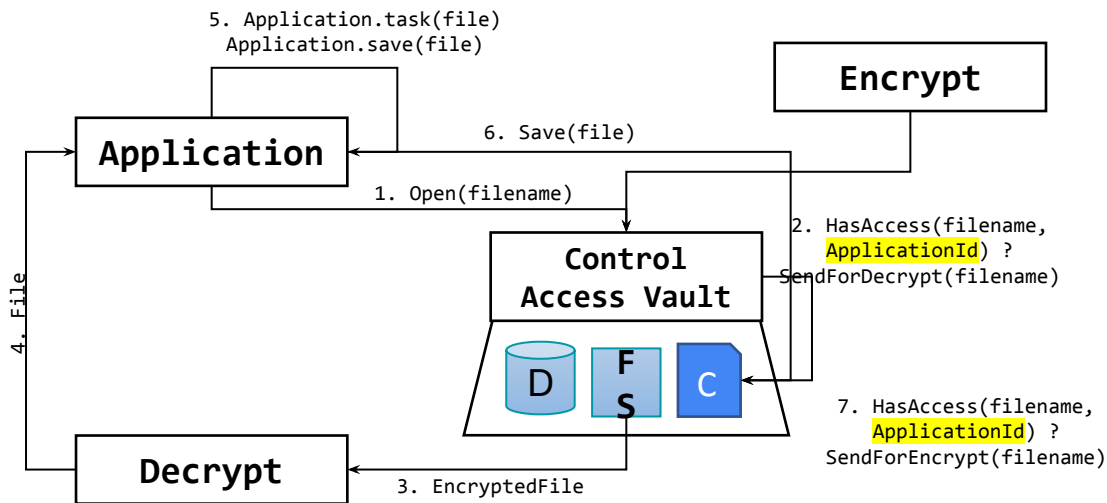 5. Application.task(file)
Application.save(file)
Encrypt
6. Save(file)
Application
1. Open(filename)
2. HasAccess(filename,
ApplicationId) ?
SendForDecrypt(filename)
Control
Access Vault
4. File
D
F
S
C
7. HasAccess(filename,
ApplicationId) ?
SendForEncrypt(filename)
Decrypt
3. EncryptedFile